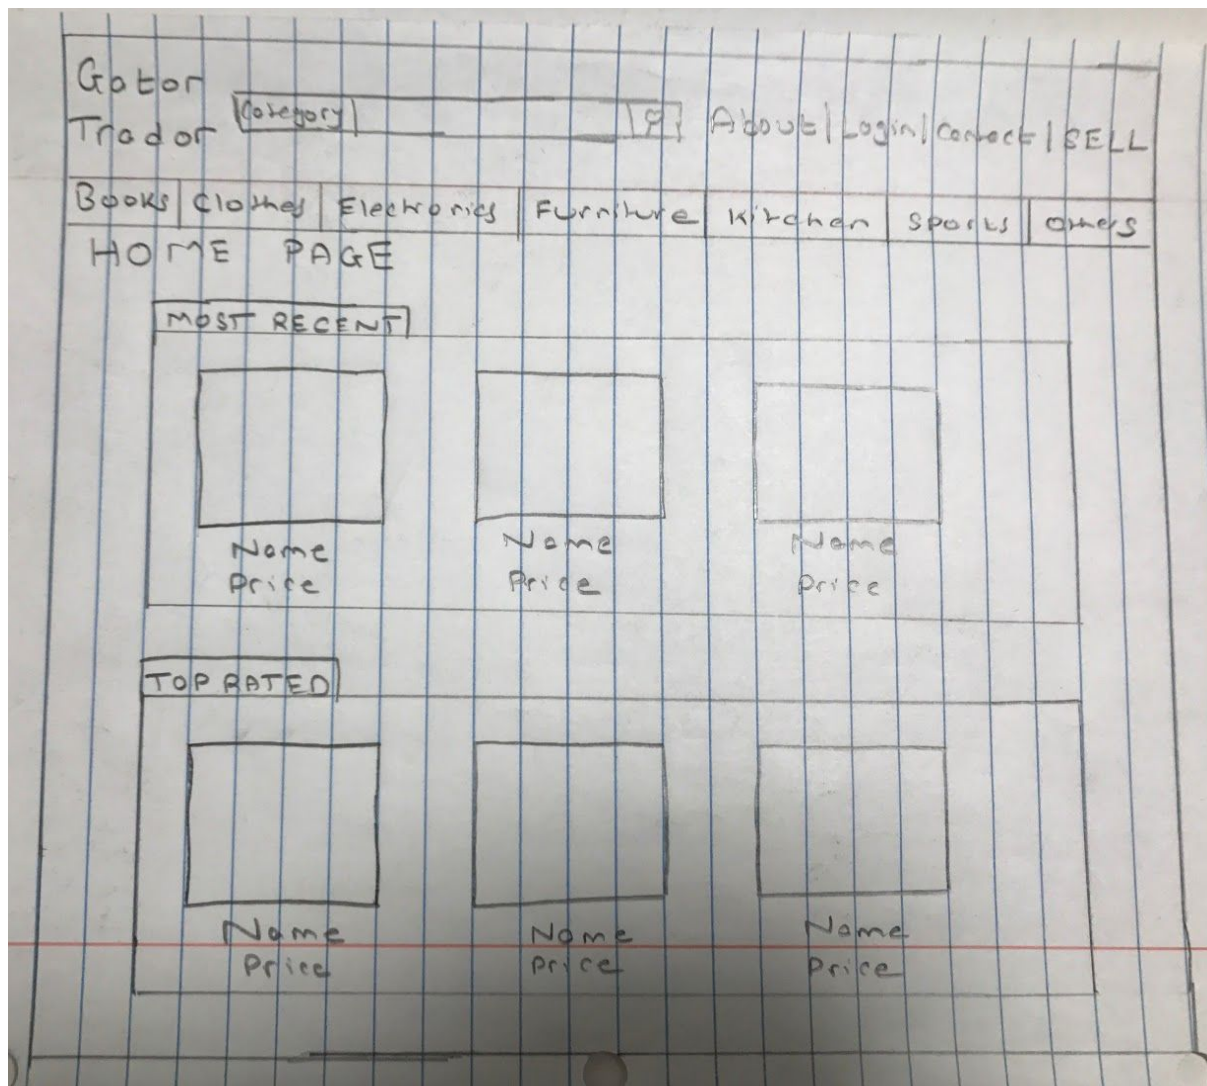 Gator
Trador
Category
About | Login | Contact | SELL
Books Clothes Electronics Furniture Kitchen Sports Others
HOME PAGE
MOST RECENT
Name Name Name
Price Price Price
TOP RATED
Name Name Name
Price Price Price